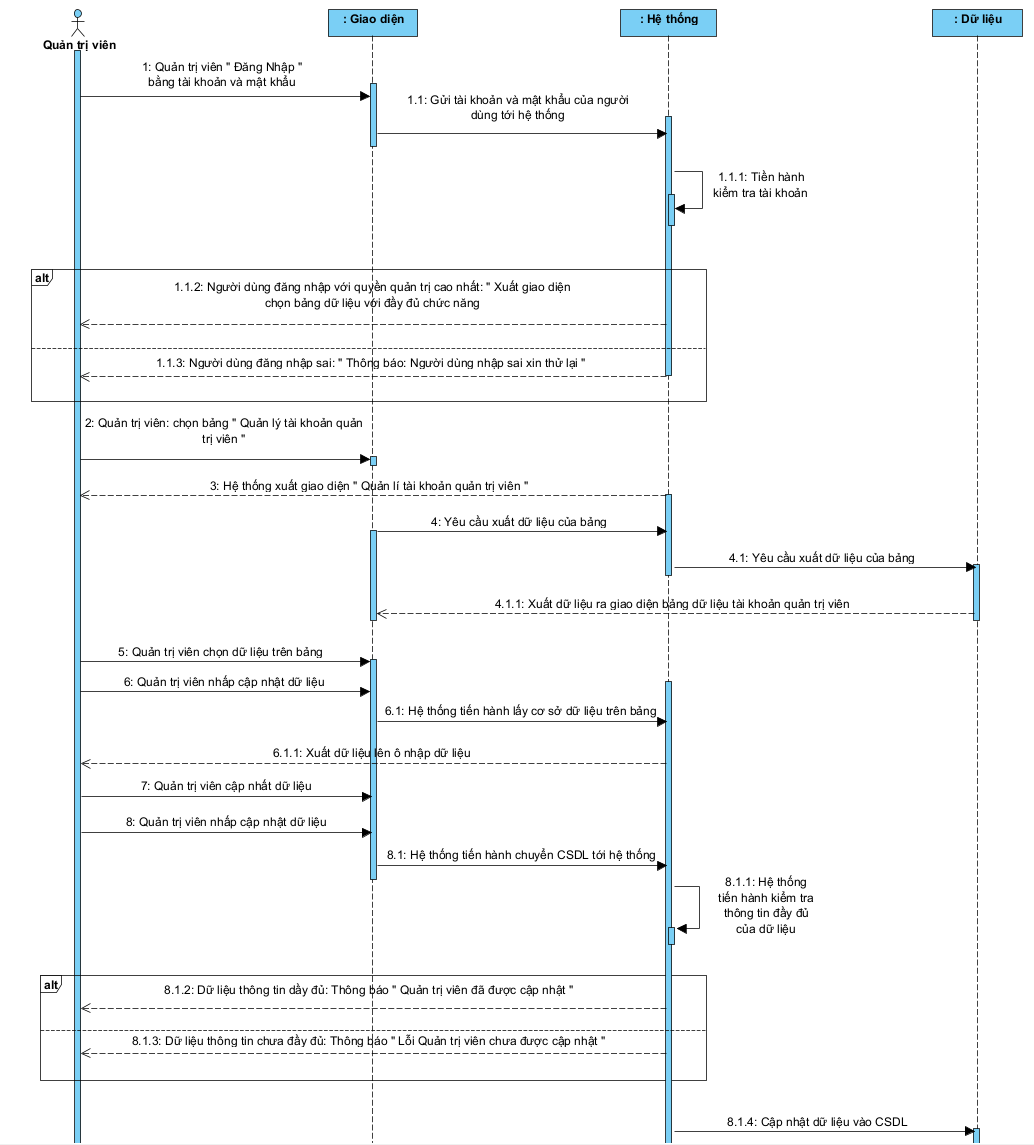 : Giao diện
: Hệ thống
: Dữ liệu
Quản trị viên
1: Quản trị viên " Đăng Nhập "
bằng tài khoản và mật khẩu
1.1: Gửi tài khoản và mật khẩu của người
dùng tới hệ thống
1.1.1: Tiền hành
kiểm tra tài khoản
alt
1.1.2: Người dùng đăng nhập với quyền quản trị cao nhất: " Xuất giao diện
chọn bảng dữ liệu với đầy đủ chức năng
1.1.3: Người dùng đăng nhập sai: " Thông báo: Người dùng nhập sai xin thử lại "
2: Quản trị viên: chọn bảng " Quản lý tài khoản quản
trị viên "
3: Hệ thống xuất giao diện " Quản lí tài khoản quản trị viên "
4: Yêu cầu xuất dữ liệu của bảng
4.1: Yêu cầu xuất dữ liệu của bảng
4.1.1: Xuất dữ liệu ra giao diện bảng dữ liệu tài khoản quản trị viên
5: Quản trị viên chọn dữ liệu trên bảng
6: Quản trị viên nhấp cập nhật dữ liệu
6.1: Hệ thống tiến hành lấy cơ sở dữ liệu trên bảng
6.1.1: Xuất dữ liệu lên ô nhập dữ liệu
7: Quản trị viên cập nhất dữ liệu
8: Quản trị viên nhấp cập nhật dữ liệu
8.1: Hệ thống tiến hành chuyển CSDL tới hệ thống
8.1.1: Hệ thống
tiến hành kiểm tra
thông tin đầy đủ
của dữ liệu
alt
8.1.2: Dữ liệu thông tin dầy đủ: Thông báo " Quản trị viên đã được cập nhật "
8.1.3: Dữ liệu thông tin chưa đầy đủ: Thông báo " Lỗi Quản trị viên chưa được cập nhật "
8.1.4: Cập nhật dữ liệu vào CSDL